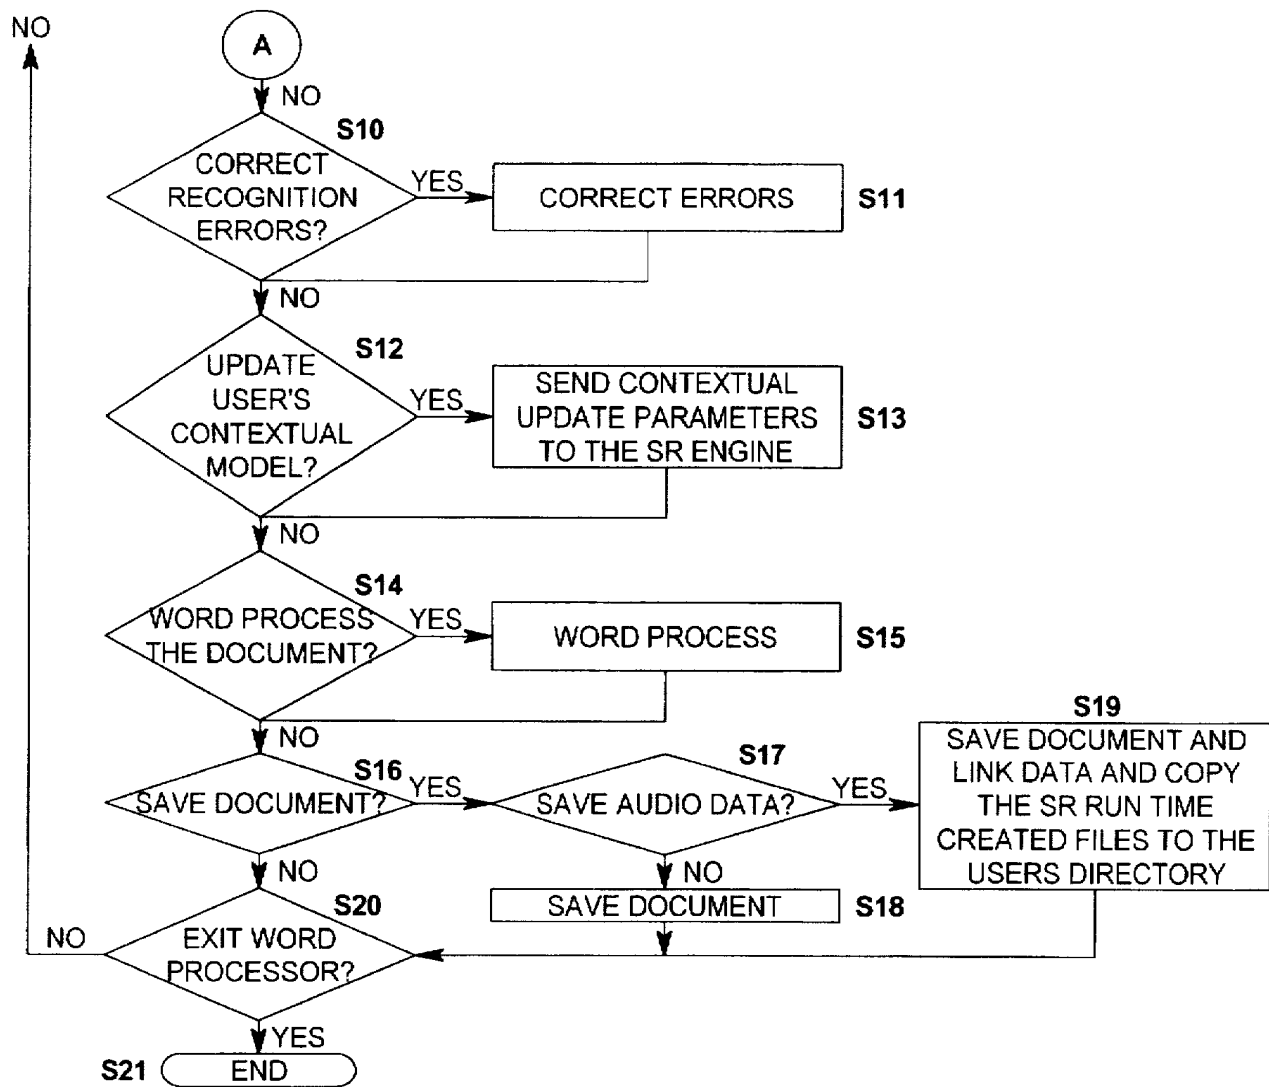 NO
A
NO
S10
CORRECT
RECOGNITION
ERRORS?
YES
CORRECT ERRORS
S11
NO
S12
UPDATE
USER'S
CONTEXTUAL
MODEL?
YES
SEND CONTEXTUAL
UPDATE PARAMETERS
TO THE SR ENGINE
S13
NO
S14
WORD PROCESS
THE DOCUMENT?
YES
WORD PROCESS
S15
NO
S16
SAVE DOCUMENT?
YES
S17
SAVE AUDIO DATA?
YES
S19
SAVE DOCUMENT AND
LINK DATA AND COPY
THE SR RUN TIME
CREATED FILES TO THE
USERS DIRECTORY
NO
SAVE DOCUMENT
S18
NO
S20
EXIT WORD
PROCESSOR?
NO
YES
S21
END